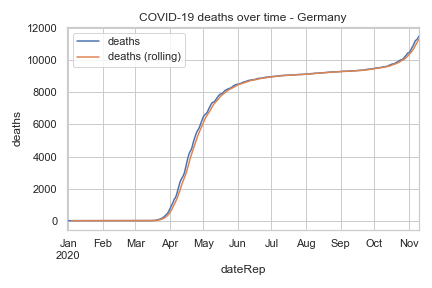 COVID-19 deaths over time - Germany
deaths
deaths (rolling)
12000
10000
8000
6000
4000
2000
0
deaths
Jan Feb Mar Apr May Jun Jul Aug Sep Oct Nov
2020
dateRep